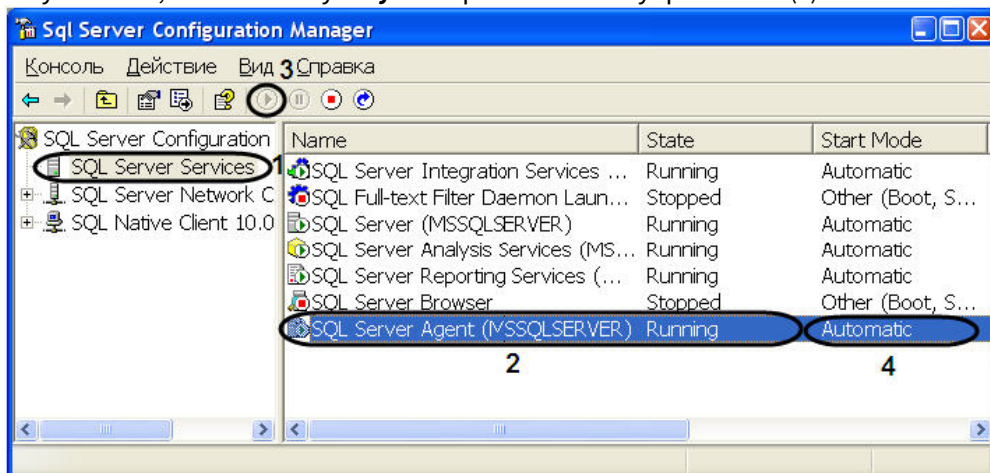 Sql Server Configuration Manager
Консоль Действие Вид 3 Справка
SQL Server Configuration
SQL Server Services 1
SQL Server Network C
SQL Native Client 10.0
Name State Start Mode
SQL Server Integration Services ... Running Automatic
SQL Full-text Filter Daemon Laun... Stopped Other (Boot, S...
SQL Server (MSSQLSERVER) Running Automatic
SQL Server Analysis Services (MS... Running Automatic
SQL Server Reporting Services (... Running Automatic
SQL Server Browser Stopped Other (Boot, S...
SQL Server Agent (MSSQLSERVER) Running Automatic
2 4